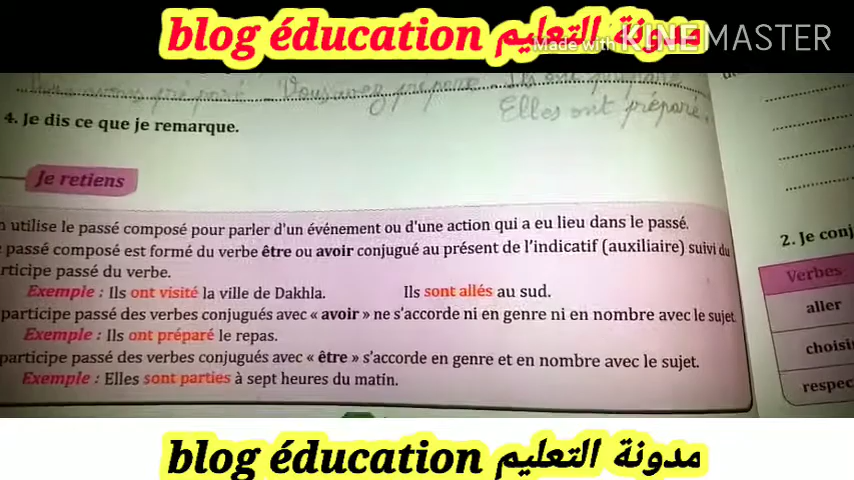 blog éducation مدونة التعليم
Made with KINEMASTER
préparé Vous avez préparé. Ils ont préparé
Elles ont préparé.
4. Je dis ce que je remarque.
Je retiens
utilise le passé composé pour parler d'un événement ou d'une action qui a eu lieu dans le passé.
passé composé est formé du verbe être ou avoir conjugué au présent de l'indicatif (auxiliaire) suivi du
rticipe passé du verbe.
Exemple : Ils ont visité la ville de Dakhla. Ils sont allés au sud.
participe passé des verbes conjugués avec « avoir » ne s'accorde ni en genre ni en nombre avec le sujet.
Exemple : Ils ont préparé le repas.
participe passé des verbes conjugués avec « être » s'accorde en genre et en nombre avec le sujet.
Exemple : Elles sont parties à sept heures du matin.
2. Je conj
Verbes
aller
choisi
respec
blog éducation مدونة التعليم